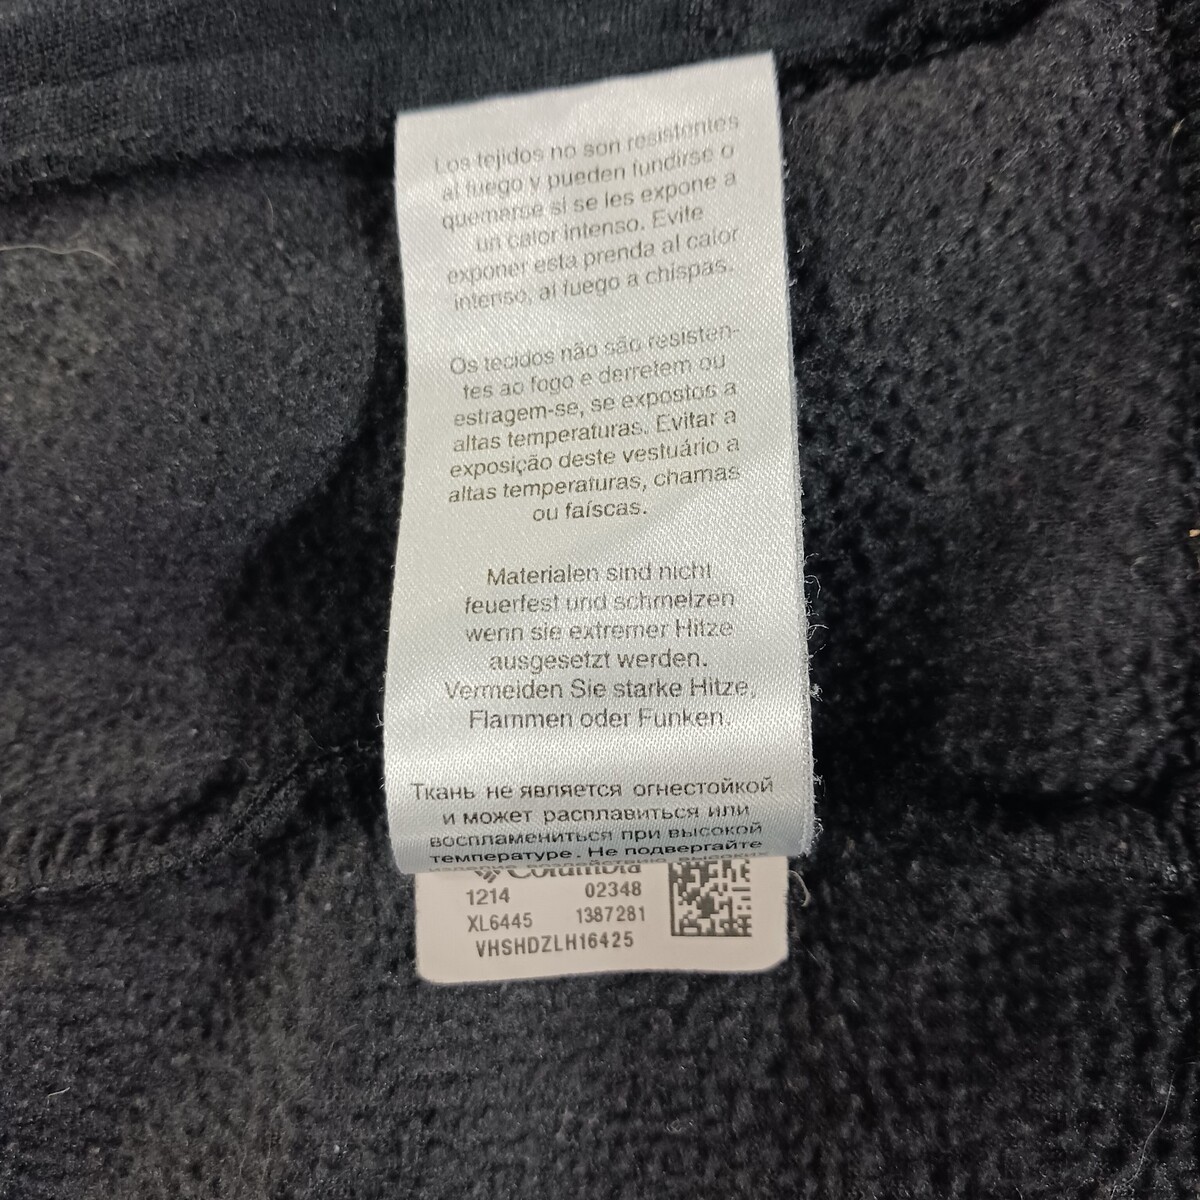 Los tejidos no son resistentes
al fuego y pueden fundirse o
quemarse si se les expone a
un calor intenso. Evite
exponer esta prenda al calor
intenso, al fuego a chispas.
Os tecidos não são resisten-
tes ao fogo e derretem ou
estragem-se, se expostos a
altas temperaturas. Evitar a
exposição deste vestuário a
altas temperaturas, chamas
ou faíscas.
Materialen sind nicht
feuerfest und schmelzen
wenn sie extremer Hitze
ausgesetzt werden.
Vermeiden Sie starke Hitze,
Flammen oder Funken.
Ткань не является огнестойкой
и может расплавиться или
воспламениться при высокой
температуре. Не подвергайте
Columbia
1214 02348
XL6445 1387281
VHSHDZLH16425